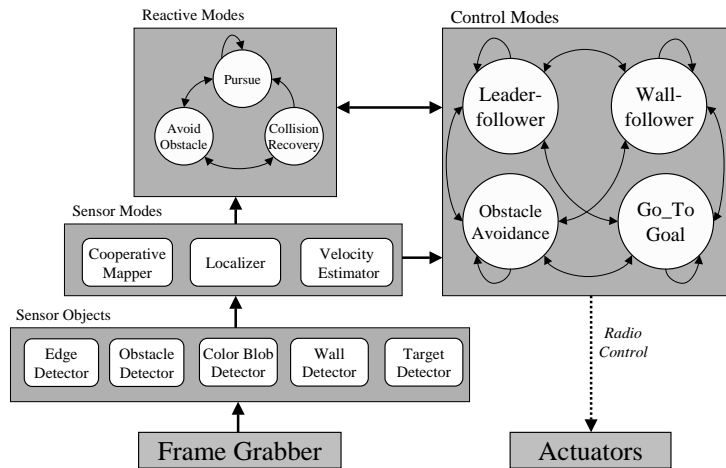 Reactive Modes
Control Modes
Pursue
Avoid
Obstacle
Collision
Recovery
Leader-
follower
Wall-
follower
Obstacle
Avoidance
Go_To
Goal
Sensor Modes
Cooperative
Mapper
Localizer
Velocity
Estimator
Sensor Objects
Edge
Detector
Obstacle
Detector
Color Blob
Detector
Wall
Detector
Target
Detector
Radio
Control
Frame Grabber
Actuators